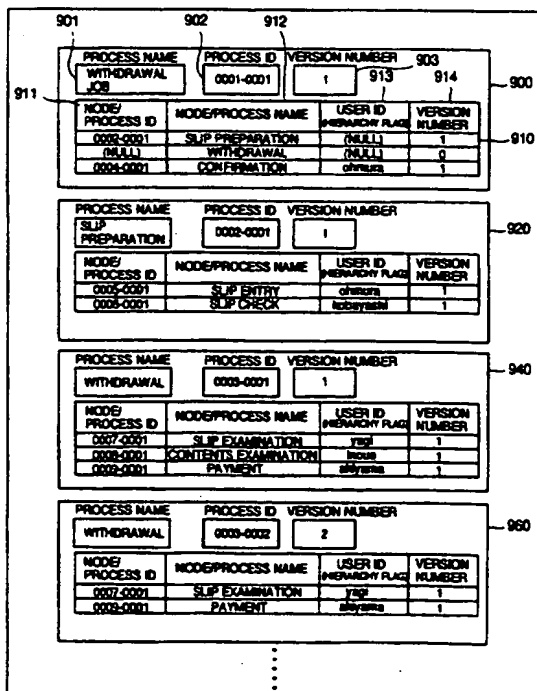 901 902 912
PROCESS NAME PROCESS ID VERSION NUMBER 903
WITHDRAWAL JOB 0001-0001 1 913 914 900
911
NODE/PROCESS ID NODE/PROCESS NAME USER ID (HIERARCHY FLAG) VERSION NUMBER
0002-0001 SLIP PREPARATION (NULL) 1 910
(NULL) WITHDRAWAL (NULL) 0
0004-0001 CONFIRMATION ohmura 1
PROCESS NAME PROCESS ID VERSION NUMBER
SLIP PREPARATION 0002-0001 1 920
NODE/PROCESS ID NODE/PROCESS NAME USER ID (HIERARCHY FLAG) VERSION NUMBER
0005-0001 SLIP ENTRY ohmura 1
0006-0001 SLIP CHECK kobayashi 1
PROCESS NAME PROCESS ID VERSION NUMBER
WITHDRAWAL 0003-0001 1 940
NODE/PROCESS ID NODE/PROCESS NAME USER ID (HIERARCHY FLAG) VERSION NUMBER
0007-0001 SLIP EXAMINATION yagi 1
0008-0001 CONTENTS EXAMINATION inoue 1
0009-0001 PAYMENT akiyama 1
PROCESS NAME PROCESS ID VERSION NUMBER
WITHDRAWAL 0003-0002 2 960
NODE/PROCESS ID NODE/PROCESS NAME USER ID (HIERARCHY FLAG) VERSION NUMBER
0007-0001 SLIP EXAMINATION yagi 1
0009-0001 PAYMENT akiyama 1